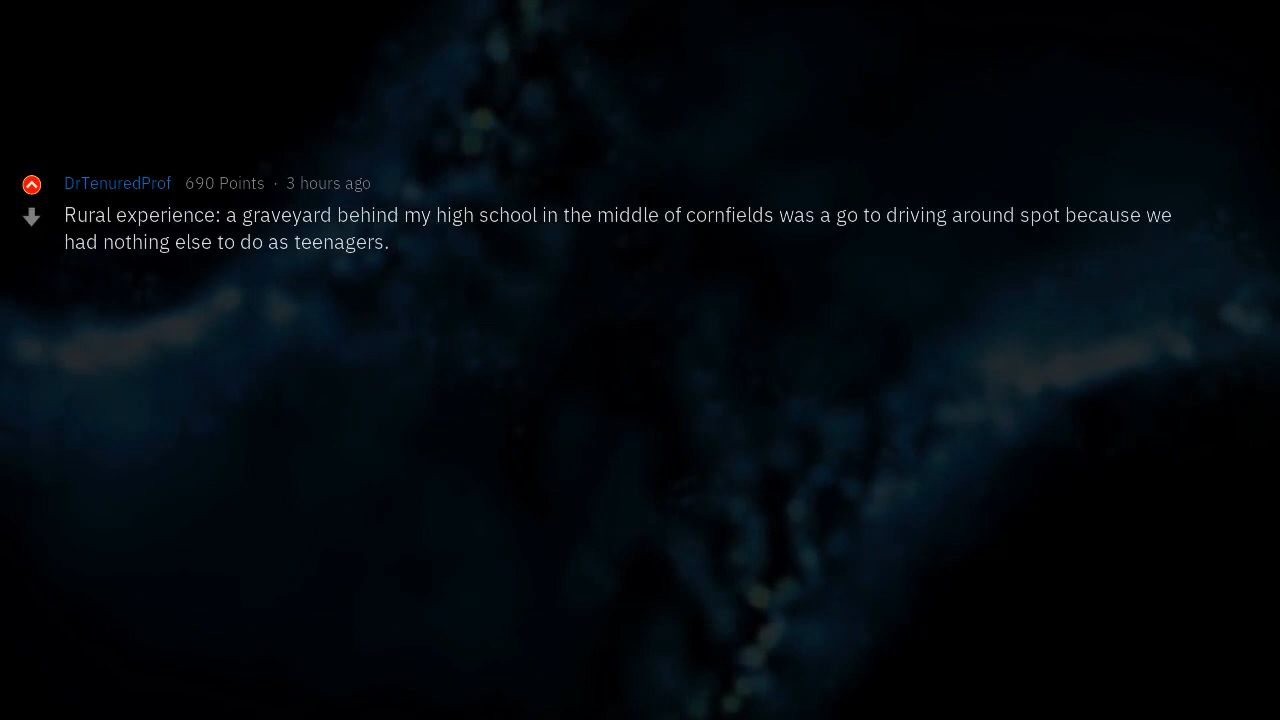 DrTenuredProf 690 Points · 3 hours ago
Rural experience: a graveyard behind my high school in the middle of cornfields was a go to driving around spot because we
had nothing else to do as teenagers.